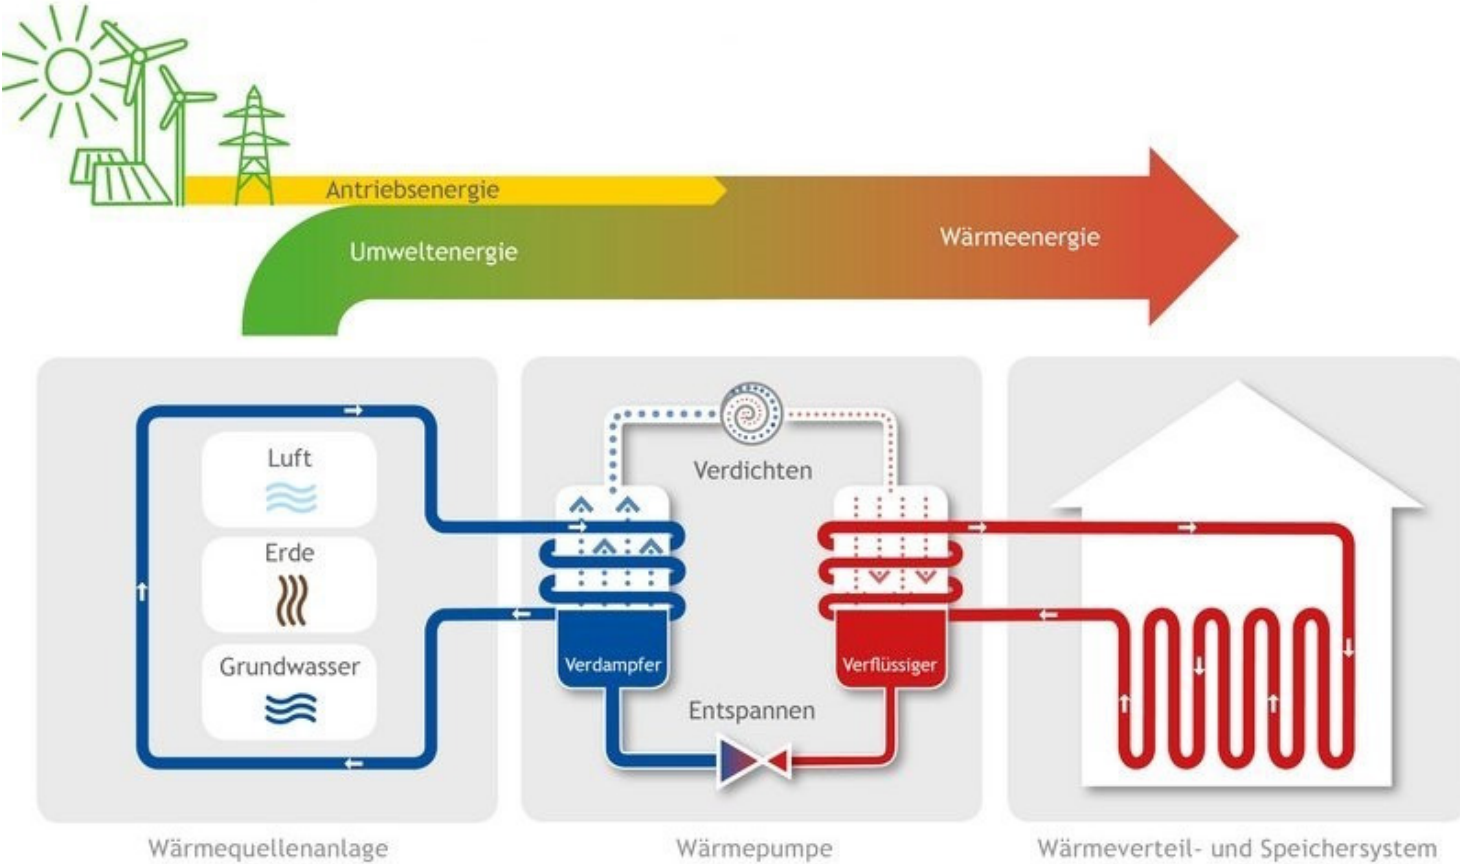 Antriebsenergie
Umweltenergie
Wärmeenergie
Luft
Erde
Grundwasser
Verdichten
Verdampfer
Verflüssiger
Entspannen
Wärmequellenanlage
Wärmepumpe
Wärmeverteil- und Speichersystem